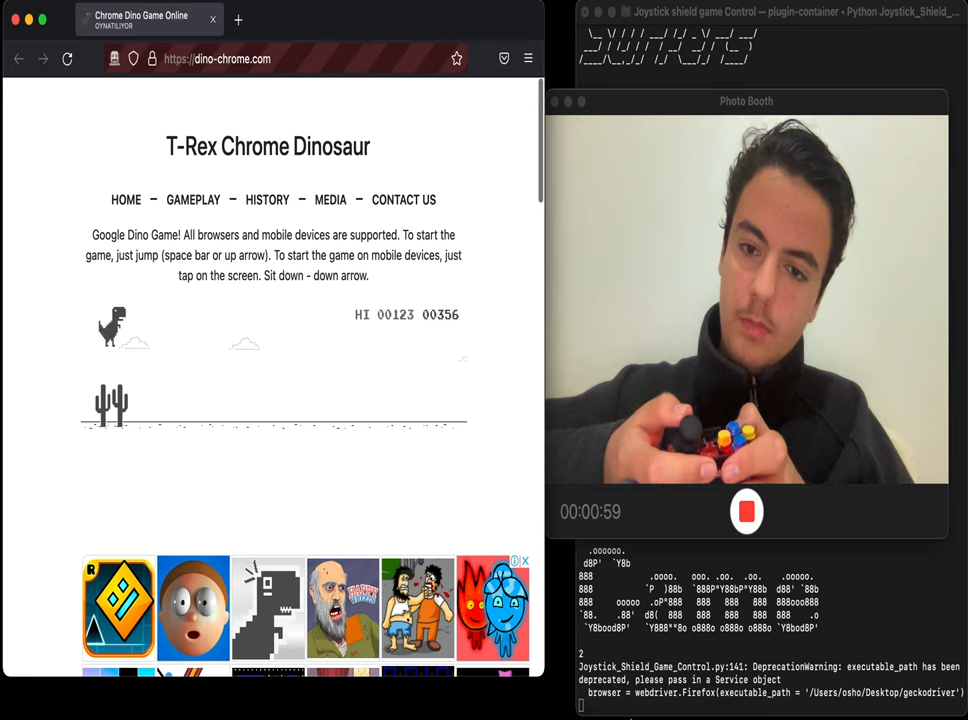 Chrome Dino Game Online
OYNATILIYOR
https://dino-chrome.com
T-Rex Chrome Dinosaur
HOME – GAMEPLAY – HISTORY – MEDIA – CONTACT US
Google Dino Game! All browsers and mobile devices are supported. To start the
game, just jump (space bar or up arrow). To start the game on mobile devices, just
tap on the screen. Sit down - down arrow.
HI 00123 00356
R
Joystick shield game Control — plugin-container • Python Joystick_Shield_...
Photo Booth
00:00:59
2
Joystick_Shield_Game_Control.py:141: DeprecationWarning: executable_path has been
deprecated, please pass in a Service object
browser = webdriver.Firefox(executable_path = '/Users/osho/Desktop/geckodriver')